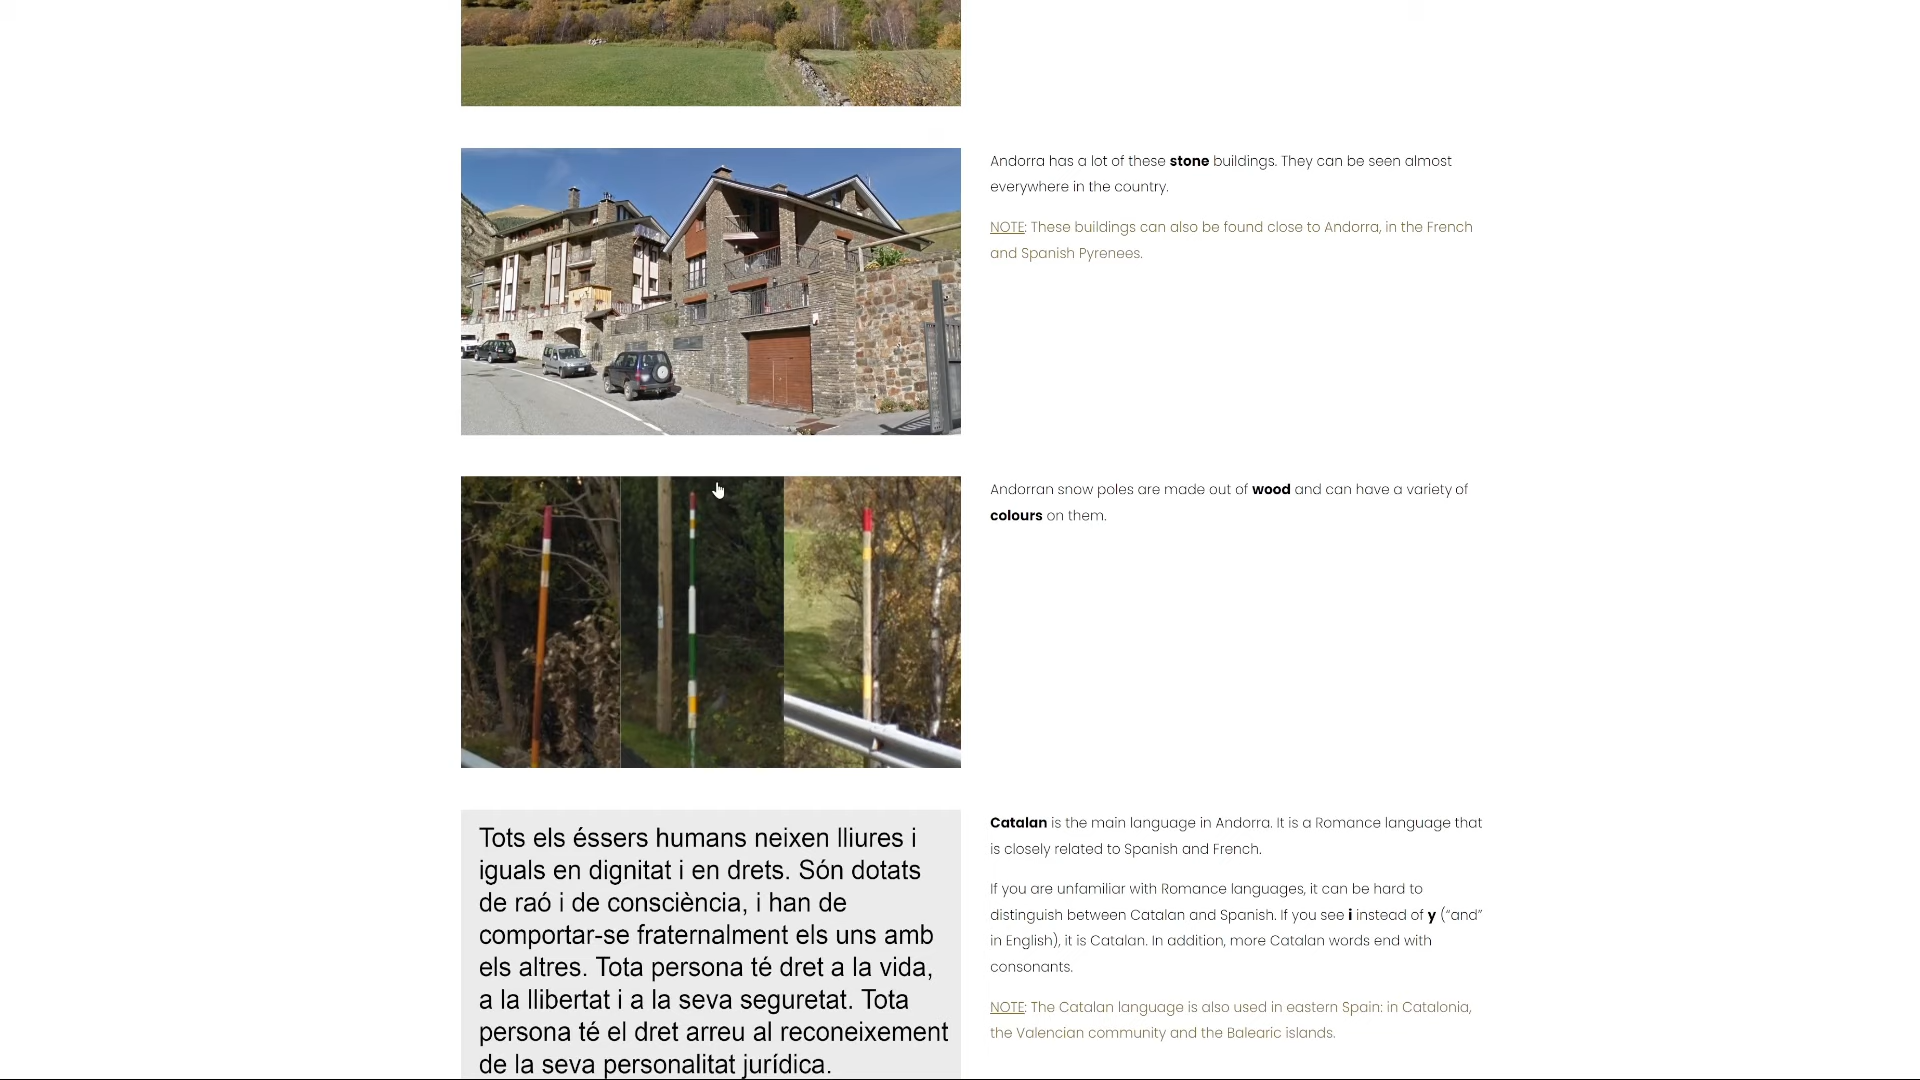 Andorra has a lot of these stone buildings. They can be seen almost
everywhere in the country.
NOTE: These buildings can also be found close to Andorra, in the French
and Spanish Pyrenees.
Andorran snow poles are made out of wood and can have a variety of
colours on them.
Tots els éssers humans neixen lliures i
iguals en dignitat i en drets. Són dotats
de raó i de consciència, i han de
comportar-se fraternalment els uns amb
els altres. Tota persona té dret a la vida,
a la llibertat i a la seva seguretat. Tota
persona té el dret arreu al reconeixement
de la seva personalitat jurídica.
Catalan is the main language in Andorra. It is a Romance language that
is closely related to Spanish and French.
If you are unfamiliar with Romance languages, it can be hard to
distinguish between Catalan and Spanish. If you see i instead of y (“and”
in English), it is Catalan. In addition, more Catalan words end with
consonants.
NOTE: The Catalan language is also used in eastern Spain: in Catalonia,
the Valencian community and the Balearic islands.